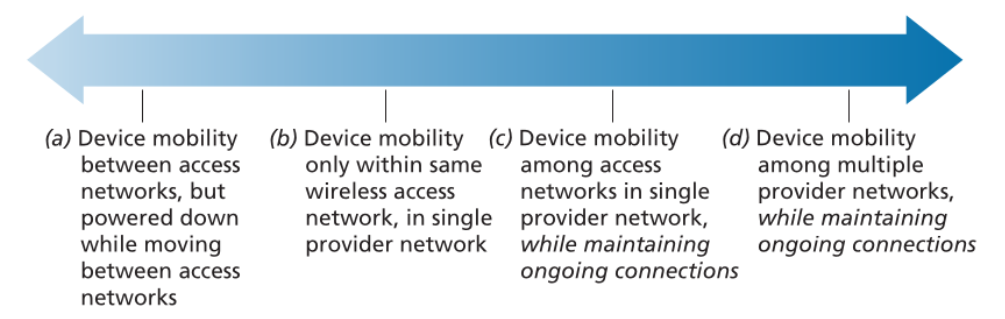 (a) Device mobility
between access
networks, but
powered down
while moving
between access
networks
(b) Device mobility
only within same
wireless access
network, in single
provider network
(c) Device mobility
among access
networks in single
provider network,
while maintaining
ongoing connections
(d) Device mobility
among multiple
provider networks,
while maintaining
ongoing connections